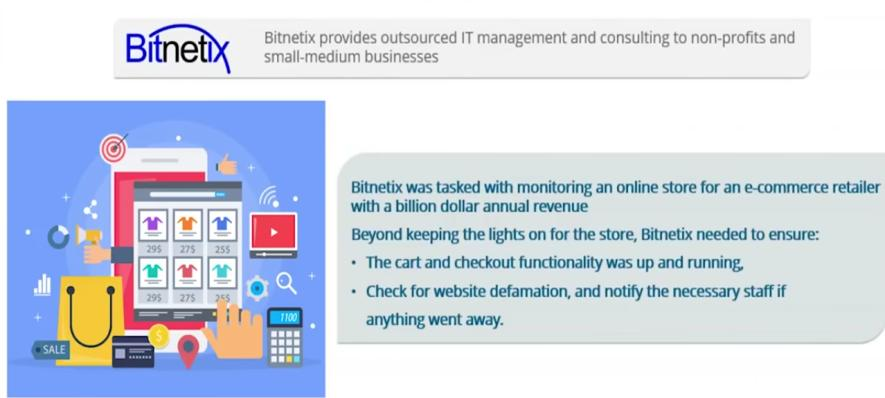 Bitnetix
Bitnetix provides outsourced IT management and consulting to non-profits and
small-medium businesses
29$ 27$ 25$
29$ 27$ 25$
1100
$
SALE
Bitnetix was tasked with monitoring an online store for an e-commerce retailer
with a billion dollar annual revenue
Beyond keeping the lights on for the store, Bitnetix needed to ensure:
• The cart and checkout functionality was up and running,
• Check for website defamation, and notify the necessary staff if
anything went away.